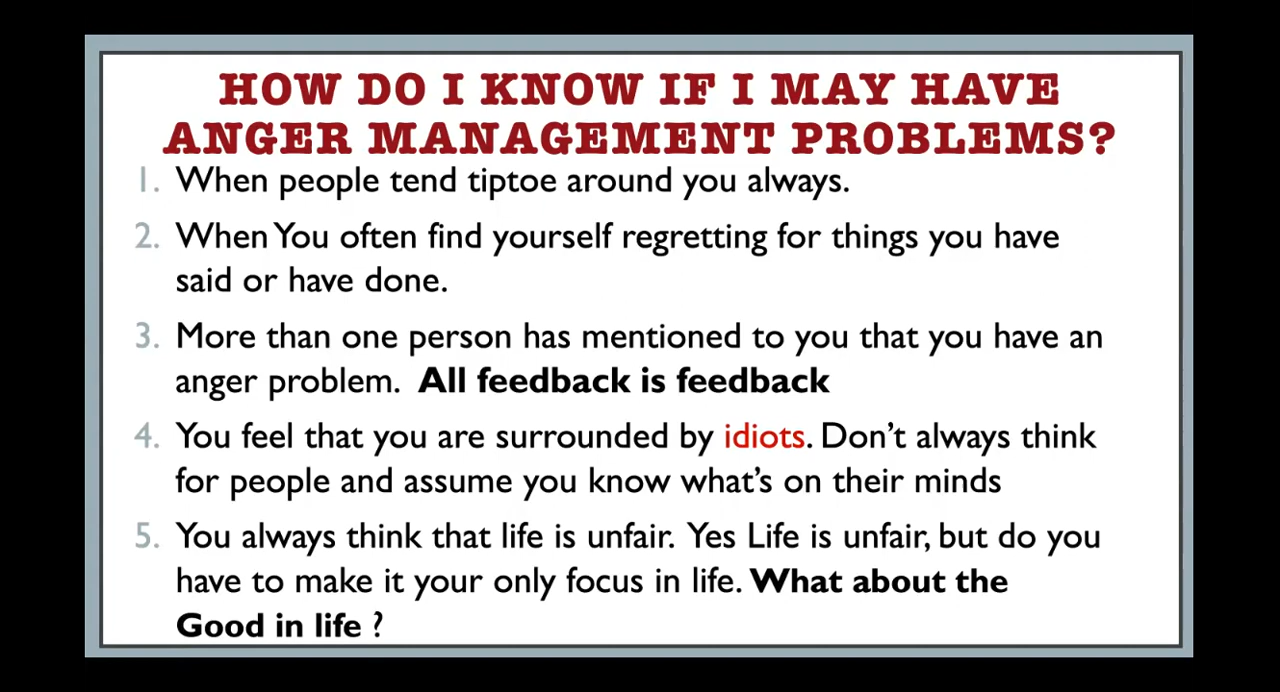 HOW DO I KNOW IF I MAY HAVE
ANGER MANAGEMENT PROBLEMS?
1. When people tend tiptoe around you always.
2. When You often find yourself regretting for things you have
said or have done.
3. More than one person has mentioned to you that you have an
anger problem. All feedback is feedback
4. You feel that you are surrounded by idiots. Don't always think
for people and assume you know what's on their minds
5. You always think that life is unfair. Yes Life is unfair, but do you
have to make it your only focus in life. What about the
Good in life ?